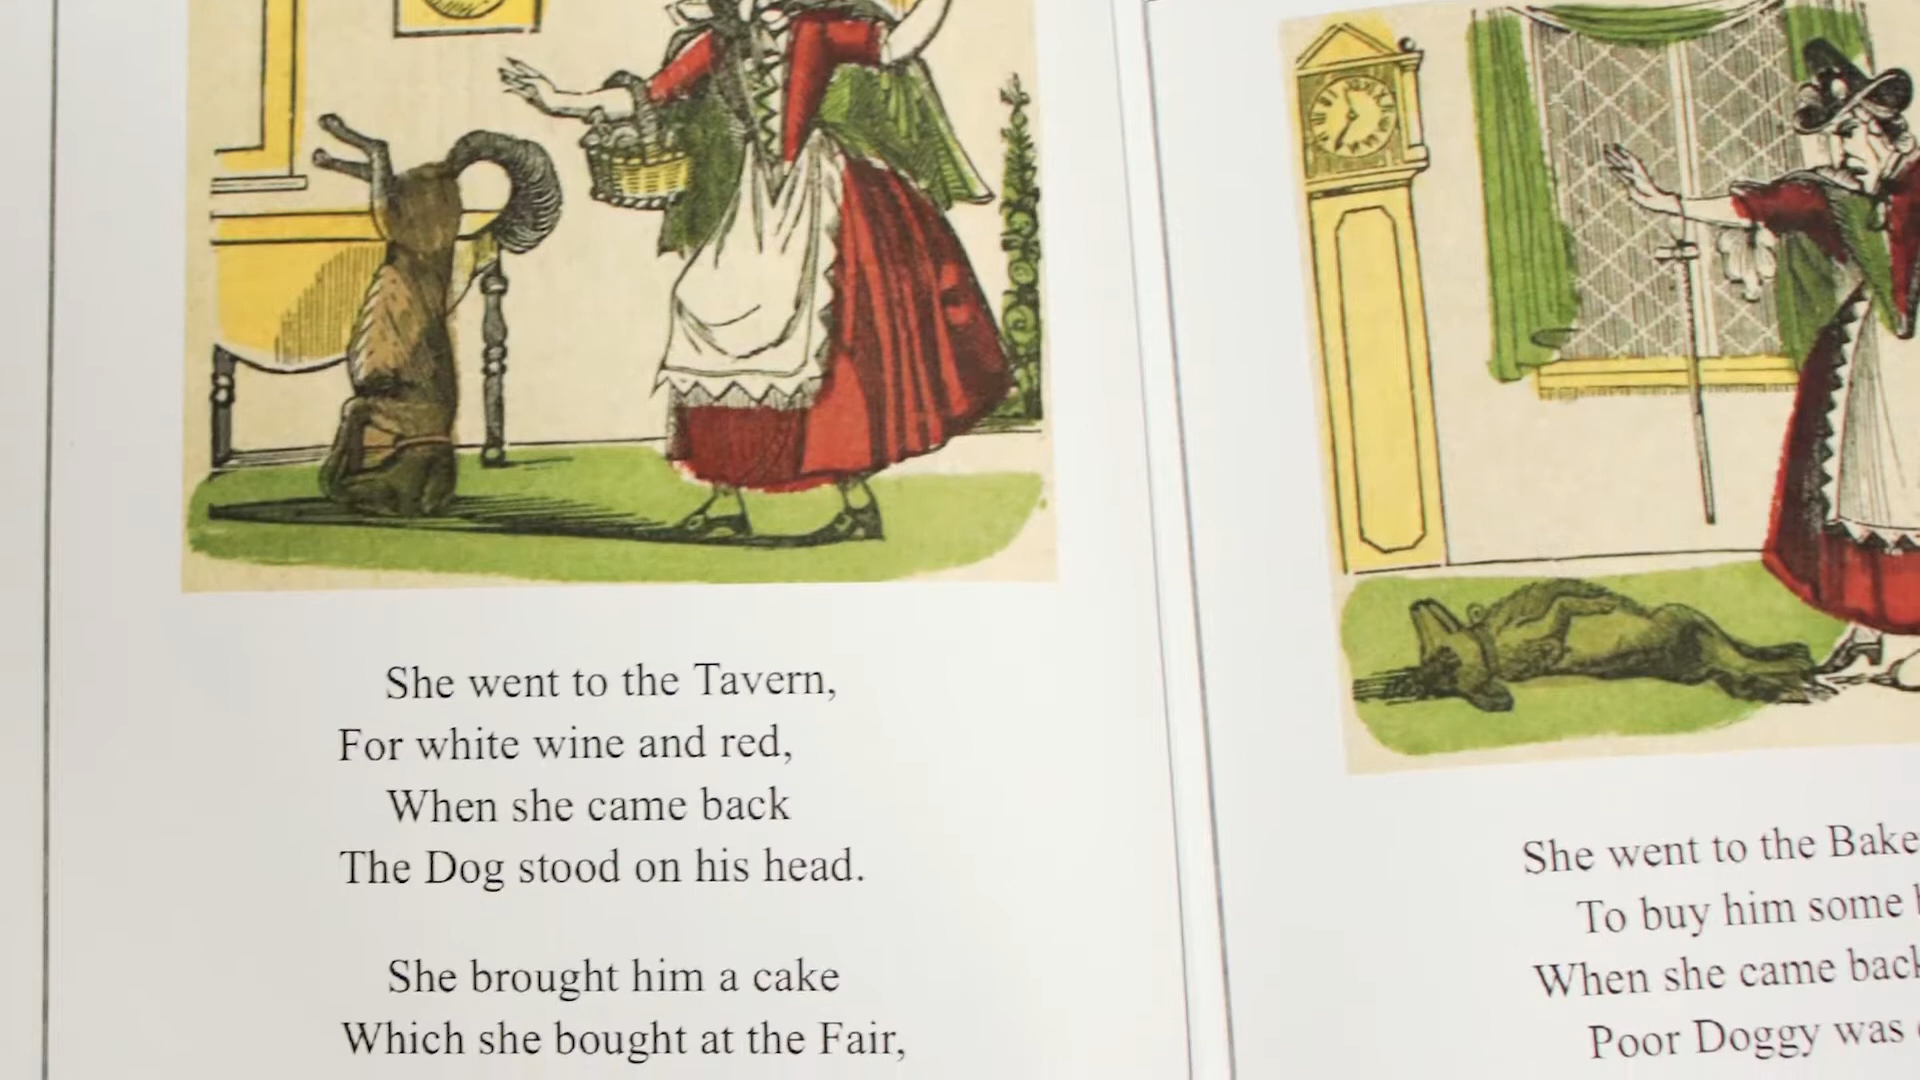 She went to the Tavern,
For white wine and red,
When she came back
The Dog stood on his head.
She brought him a cake
Which she bought at the Fair,
She went to the
To buy him some
When she came
Poor Doggy was